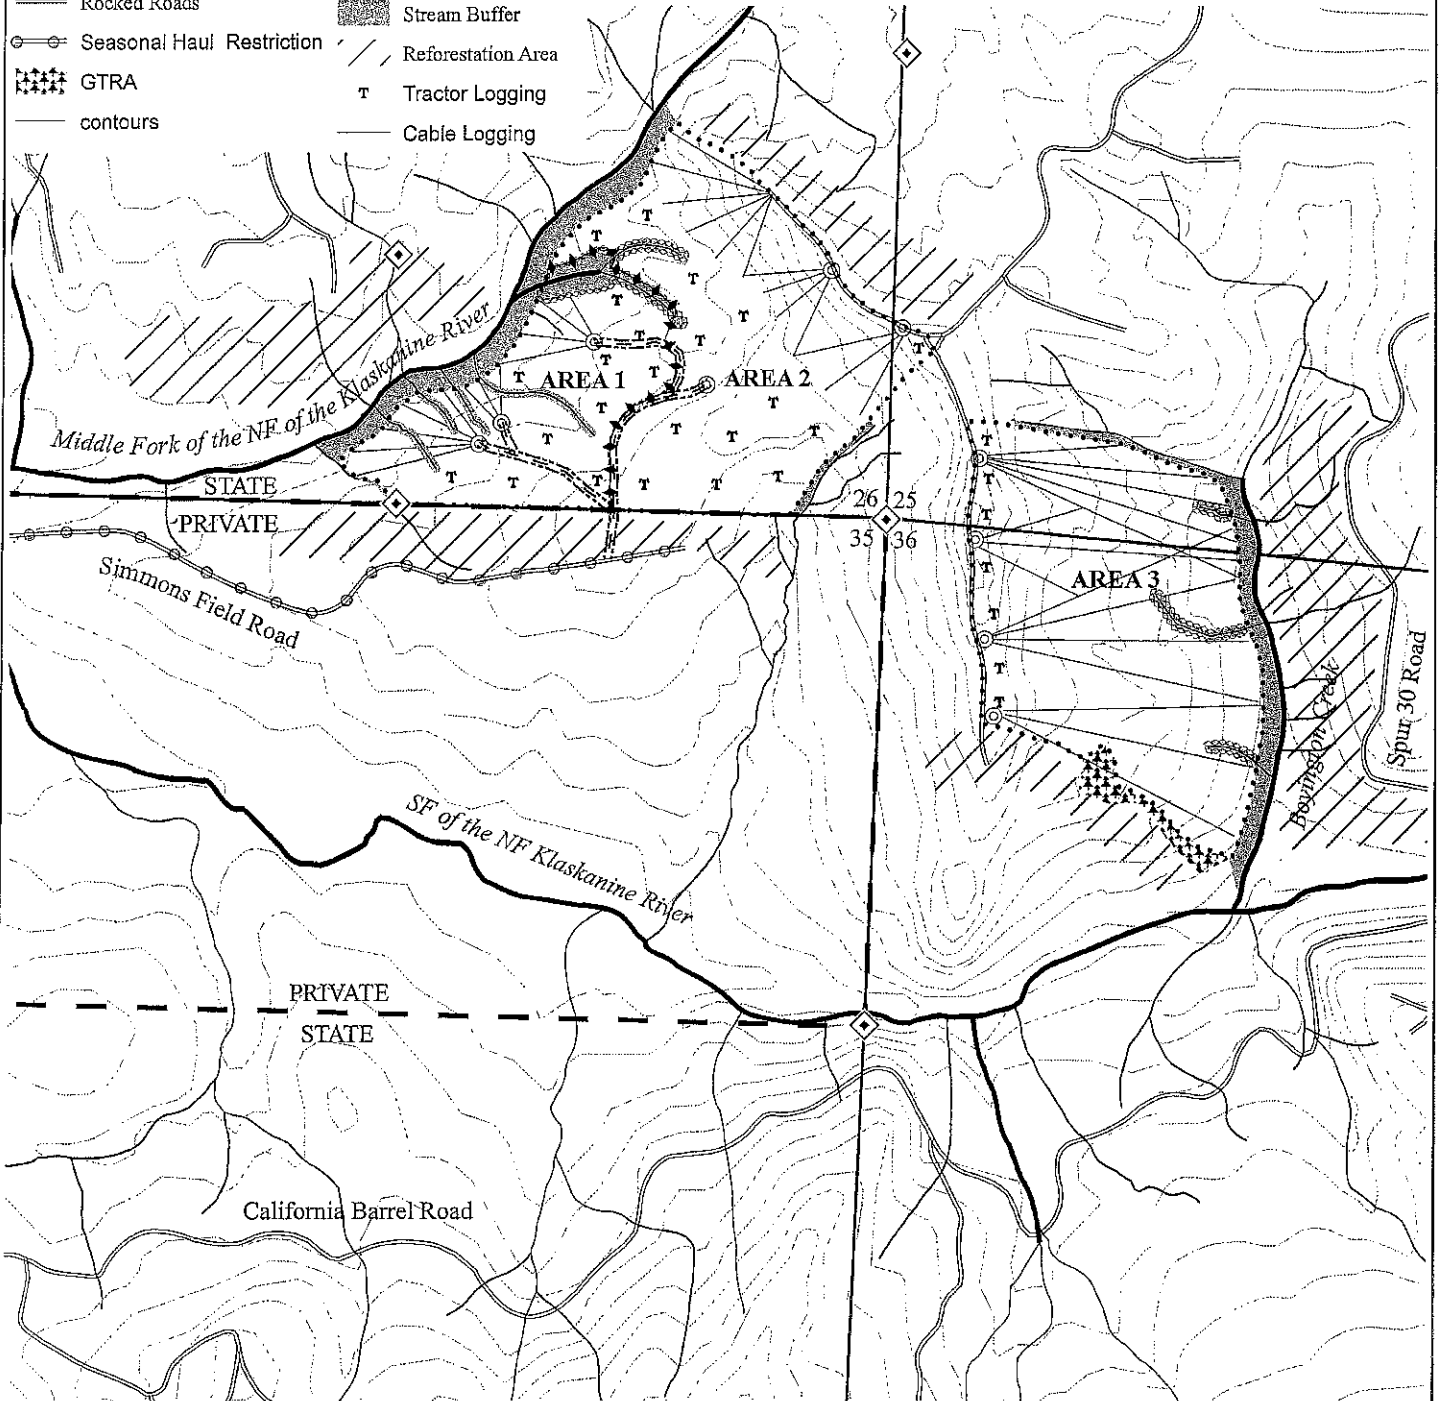 Rocked Roads
Seasonal Haul Restriction
GTRA
contours
Stream Buffer
Reforestation Area
T Tractor Logging
Cable Logging
Middle Fork of the NF of the Klaskanine River
AREA 1
AREA 2
STATE
PRIVATE
26 25
35 36
AREA 3
Simmons Field Road
Spur 30 Road
Boyington Creek
SF of the NF Klaskanine River
PRIVATE
STATE
California Barrel Road